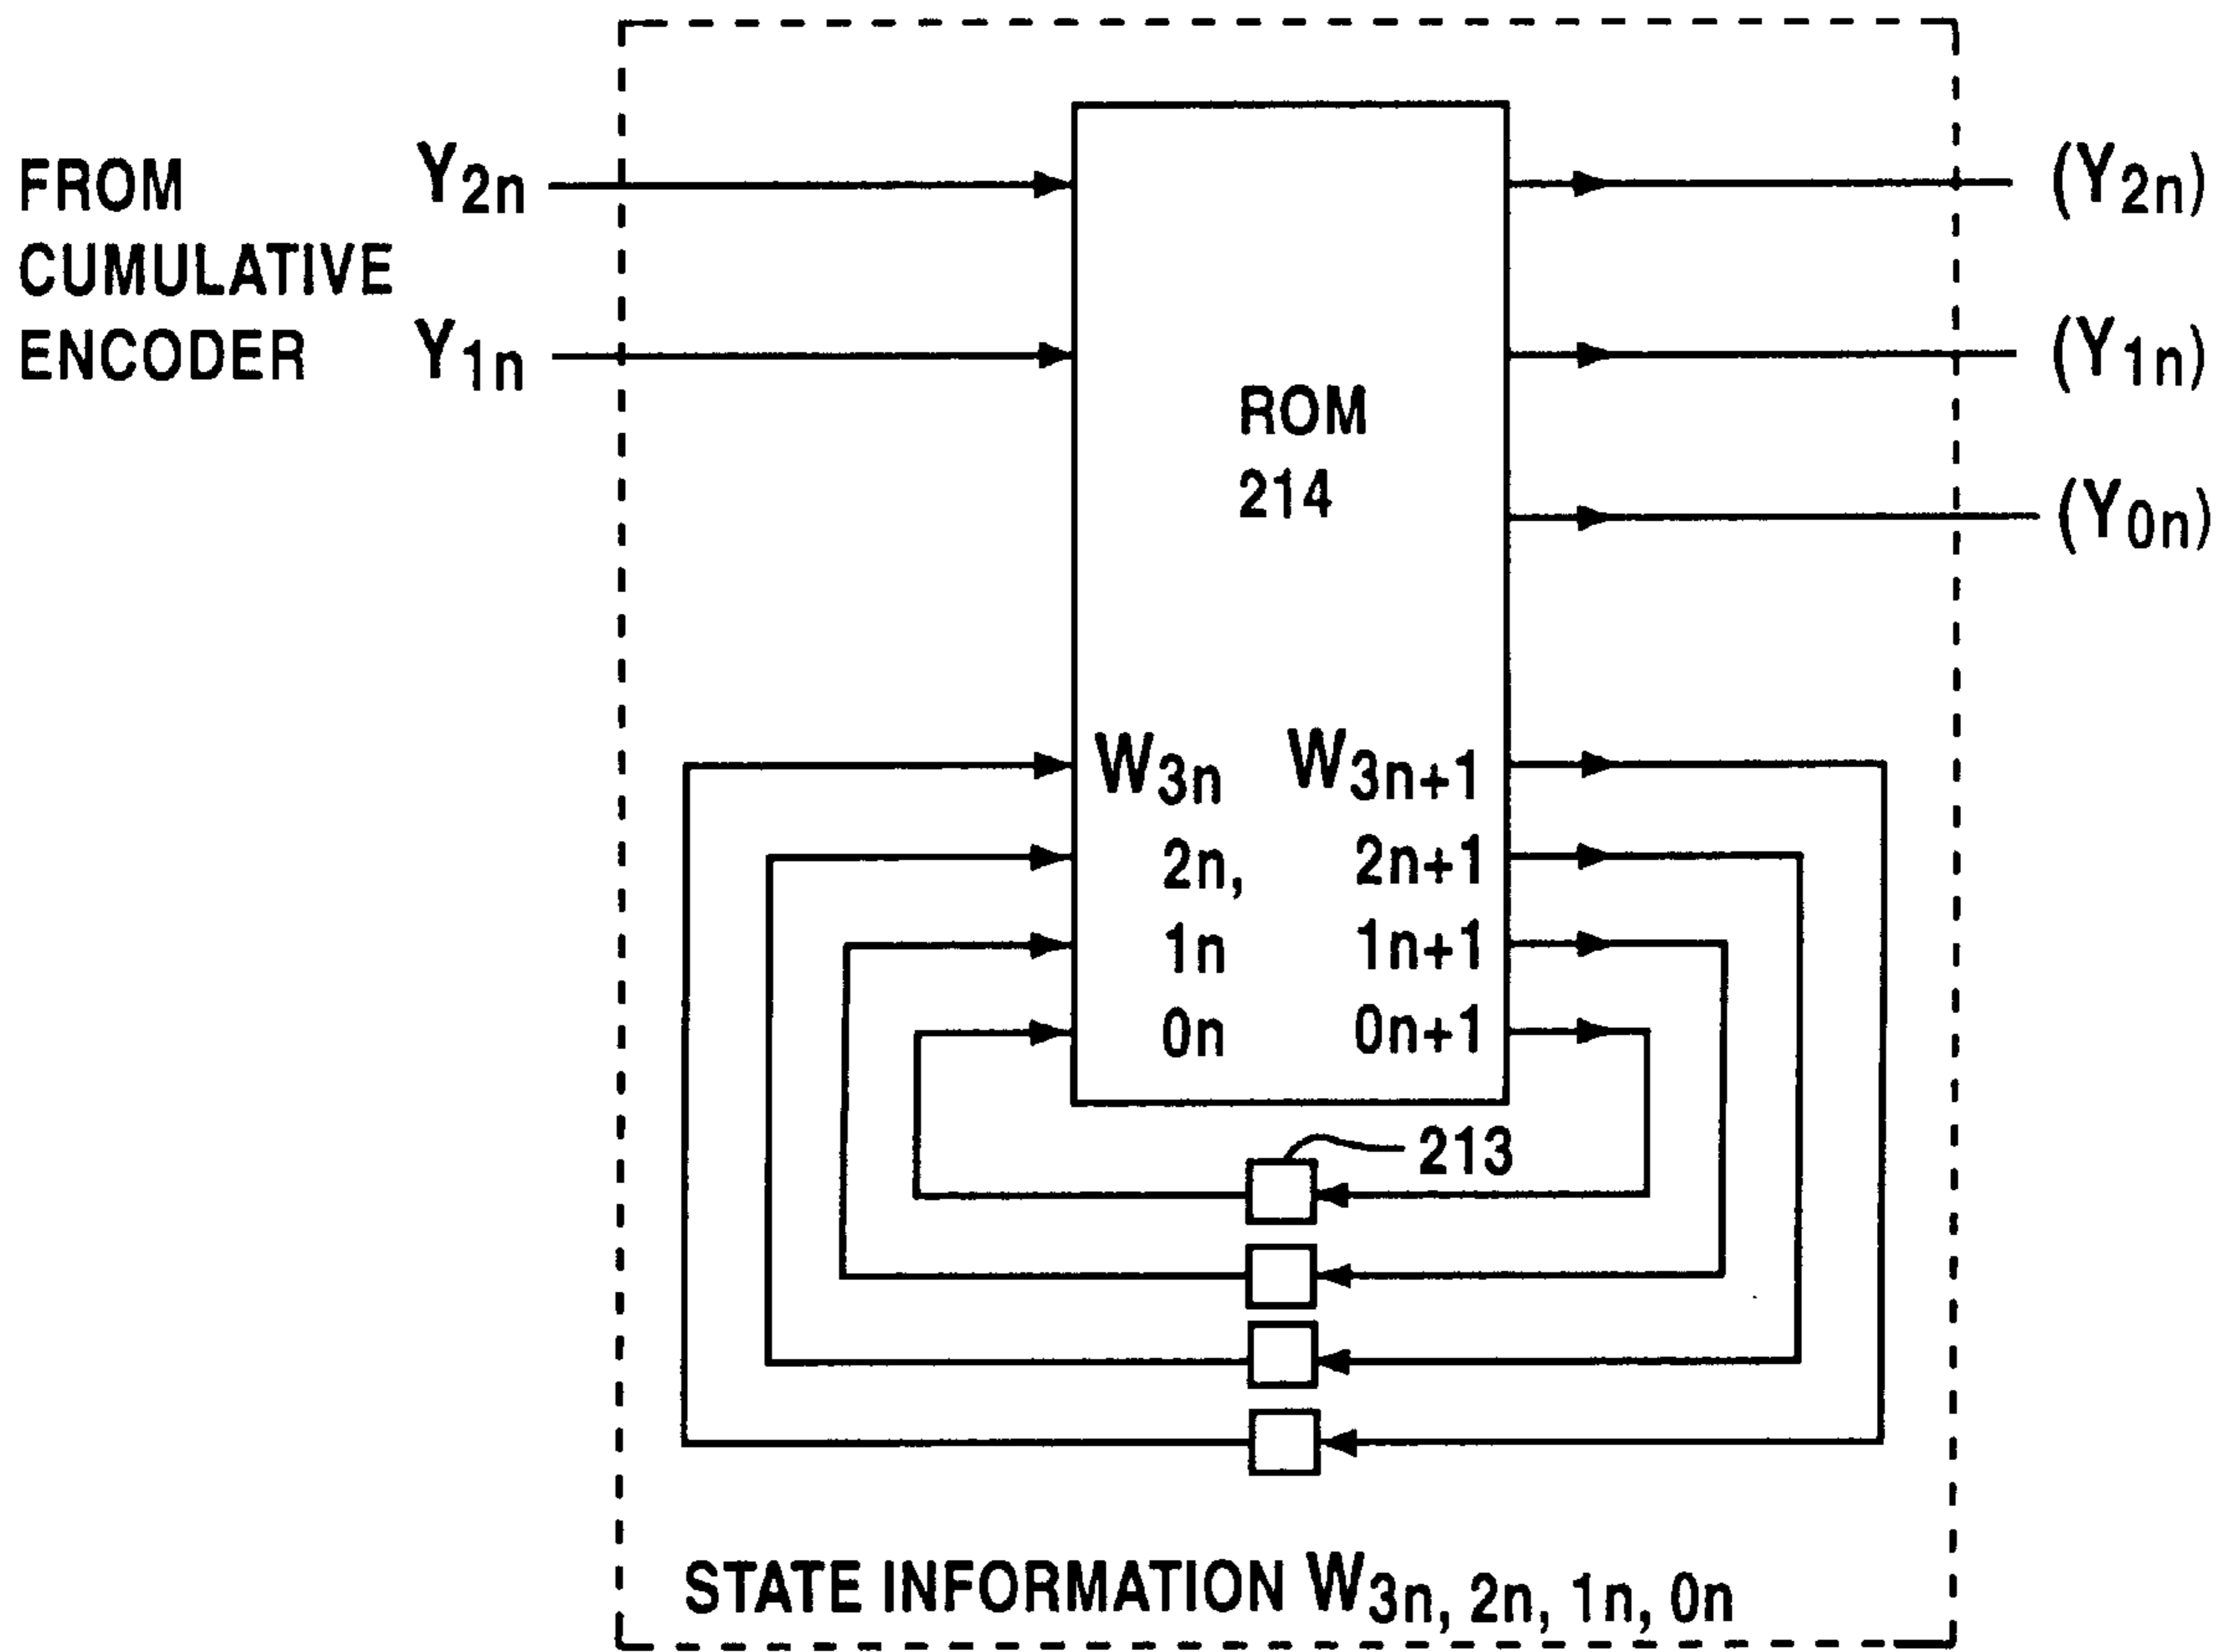 FROM
CUMULATIVE
ENCODER
Y2n
Y1n
ROM
214
(Y2n)
(Y1n)
(Y0n)
W3n W3n+1
2n, 2n+1
1n 1n+1
0n 0n+1
213
STATE INFORMATION W3n, 2n, 1n, 0n